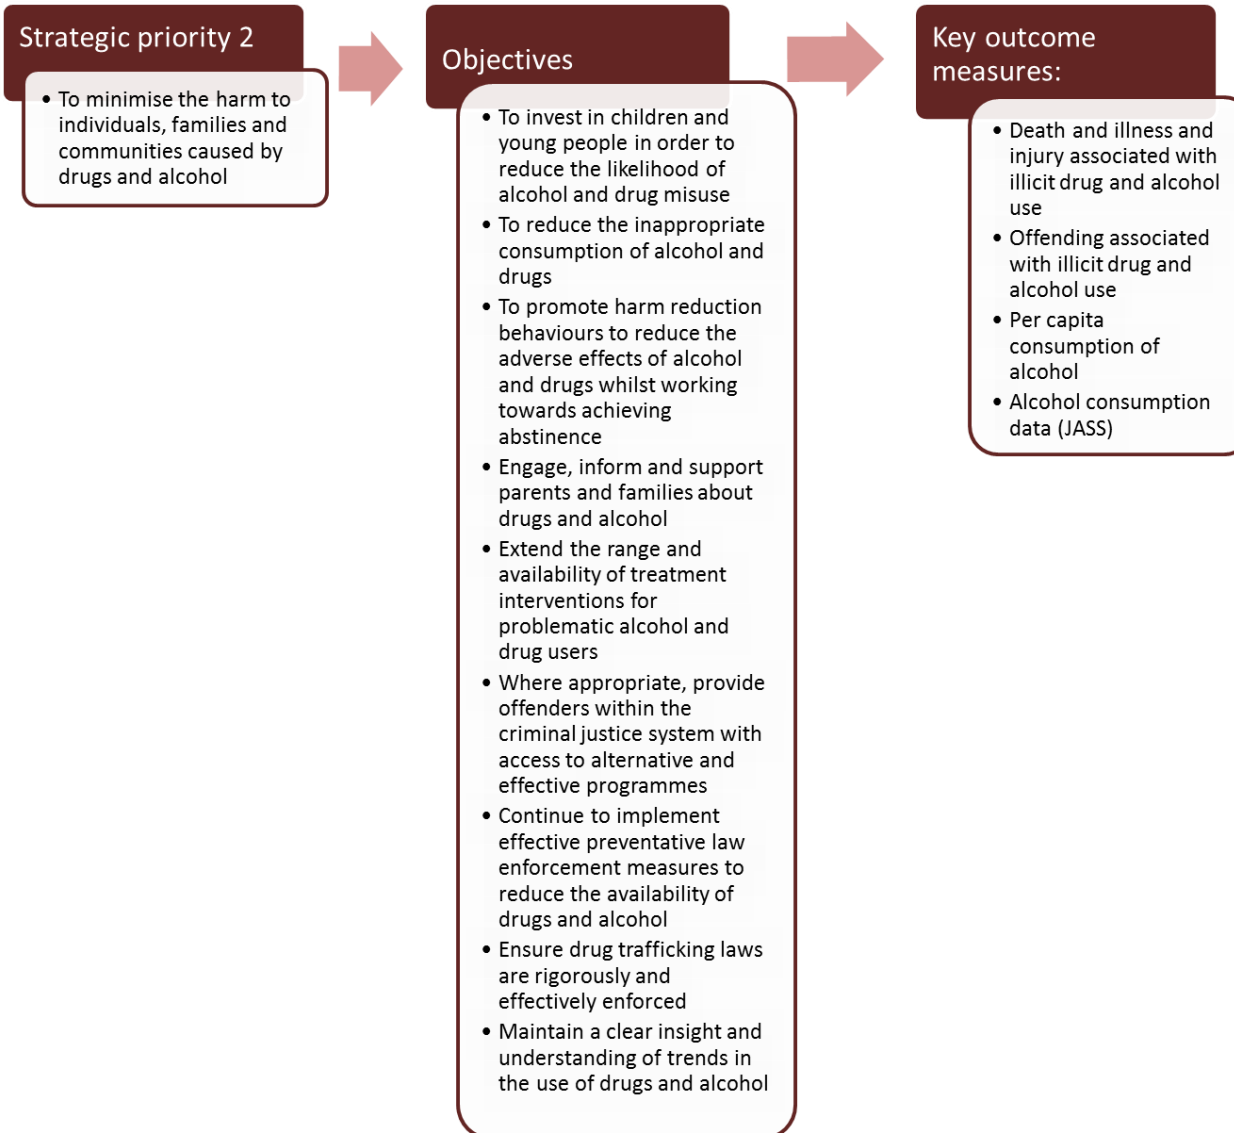 Strategic priority 2
• To minimise the harm to
individuals, families and
communities caused by
drugs and alcohol
Objectives
• To invest in children and
young people in order to
reduce the likelihood of
alcohol and drug misuse
• To reduce the inappropriate
consumption of alcohol and
drugs
• To promote harm reduction
behaviours to reduce the
adverse effects of alcohol
and drugs whilst working
towards achieving
abstinence
• Engage, inform and support
parents and families about
drugs and alcohol
• Extend the range and
availability of treatment
interventions for
problematic alcohol and
drug users
• Where appropriate, provide
offenders within the
criminal justice system with
access to alternative and
effective programmes
• Continue to implement
effective preventative law
enforcement measures to
reduce the availability of
drugs and alcohol
• Ensure drug trafficking laws
are rigorously and
effectively enforced
• Maintain a clear insight and
understanding of trends in
the use of drugs and alcohol
Key outcome
measures:
• Death and illness and
injury associated with
illicit drug and alcohol
use
• Offending associated
with illicit drug and
alcohol use
• Per capita
consumption of
alcohol
• Alcohol consumption
data (JASS)